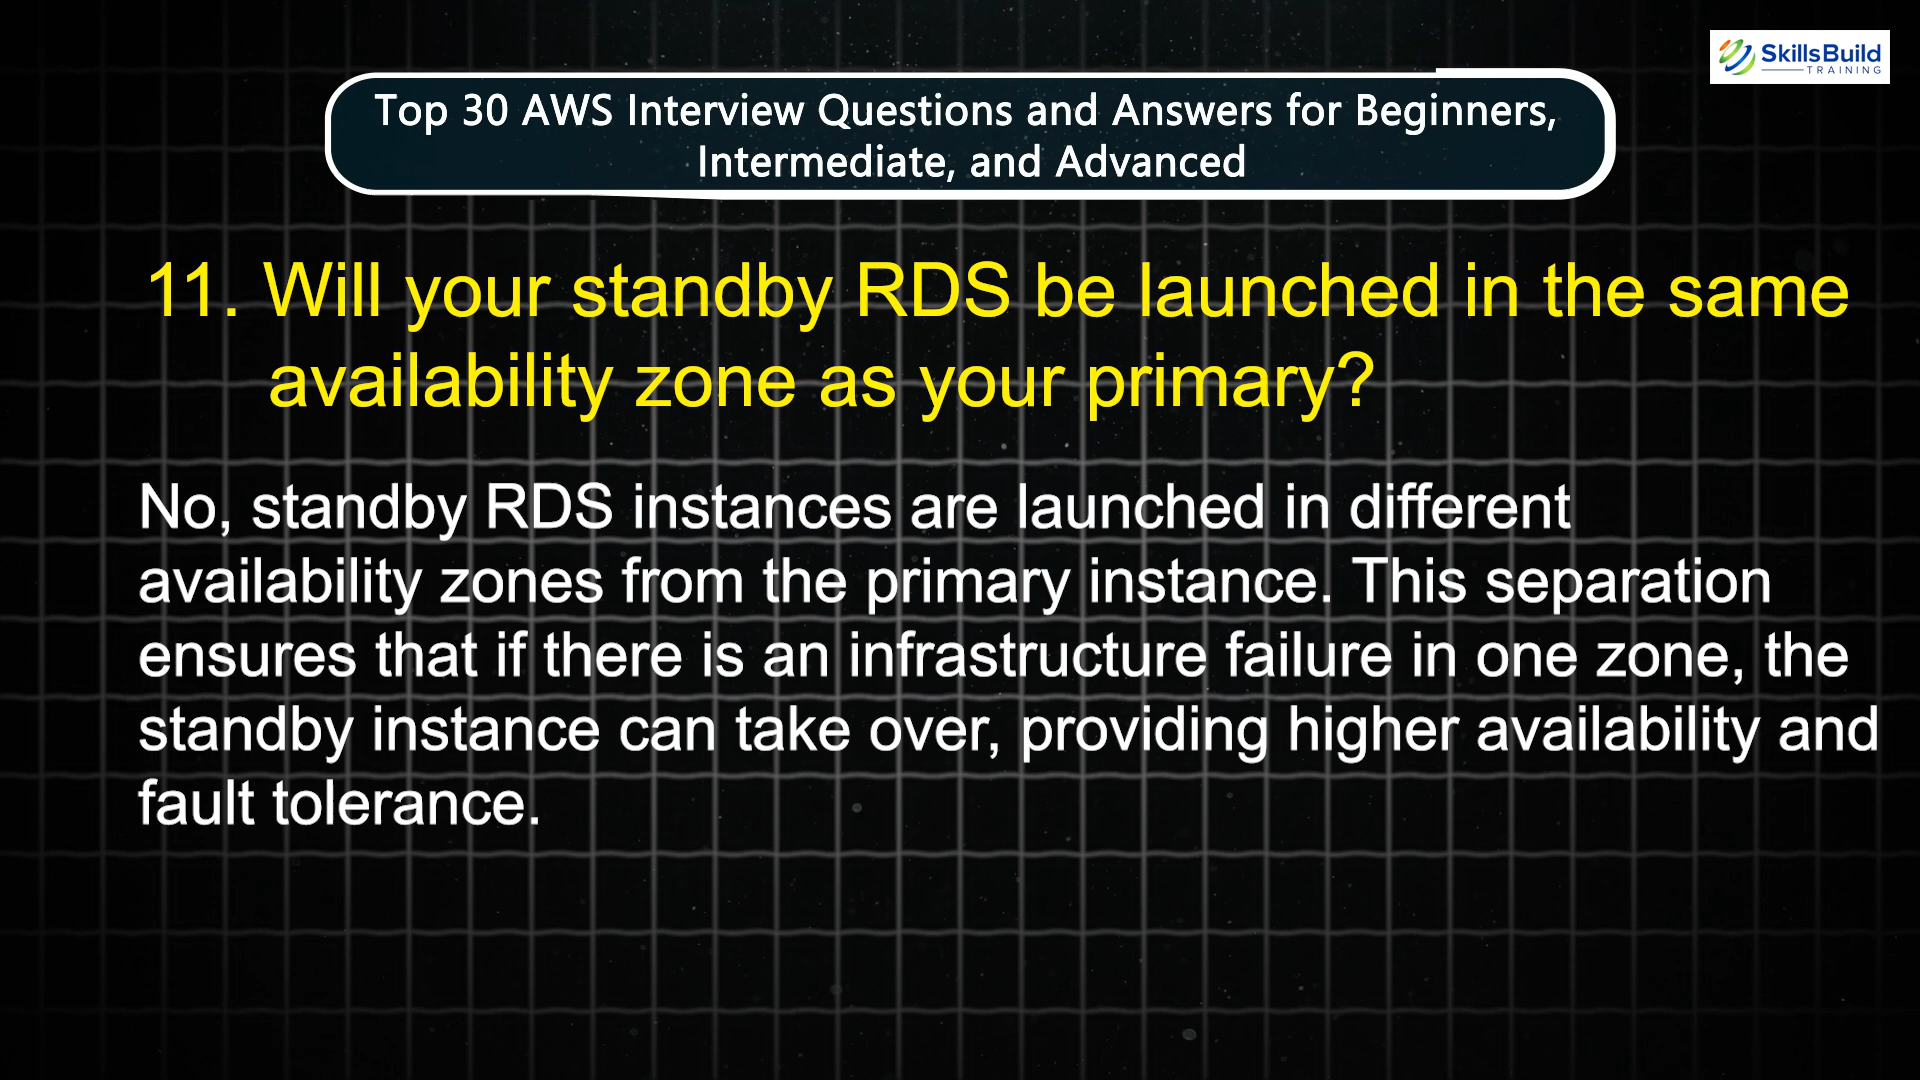 SkillsBuild
TRAINING
Top 30 AWS Interview Questions and Answers for Beginners,
Intermediate, and Advanced
11. Will your standby RDS be launched in the same
availability zone as your primary?
No, standby RDS instances are launched in different
availability zones from the primary instance. This separation
ensures that if there is an infrastructure failure in one zone, the
standby instance can take over, providing higher availability and
fault tolerance.